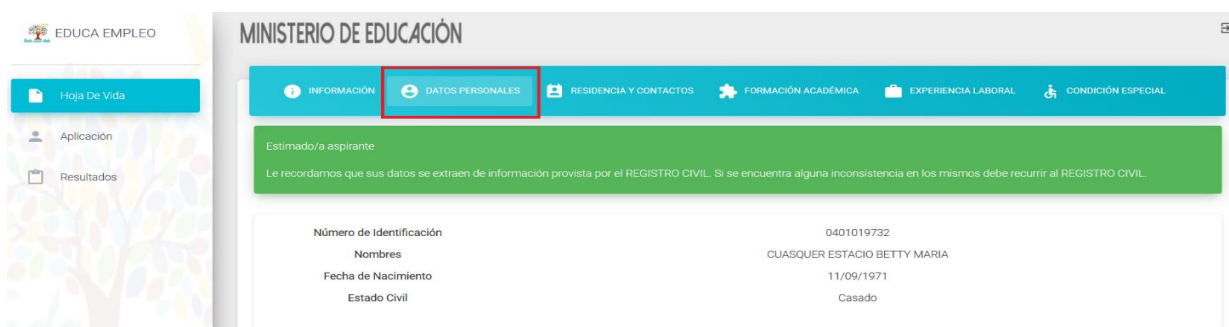 EDUCA EMPLEO
MINISTERIO DE EDUCACIÓN
Hoja De Vida
Aplicación
Resultados
INFORMACIÓN DATOS PERSONALES RESIDENCIA Y CONTACTOS FORMACIÓN ACADÉMICA EXPERIENCIA LABORAL CONDICIÓN ESPECIAL
Estimado/a aspirante
Le recordamos que sus datos se extraen de información provista por el REGISTRO CIVIL. Si se encuentra alguna inconsistencia en los mismos debe recurrir al REGISTRO CIVIL.
Número de Identificación 0401019732
Nombres CUASQUER ESTACIO BETTY MARIA
Fecha de Nacimiento 11/09/1971
Estado Civil Casado